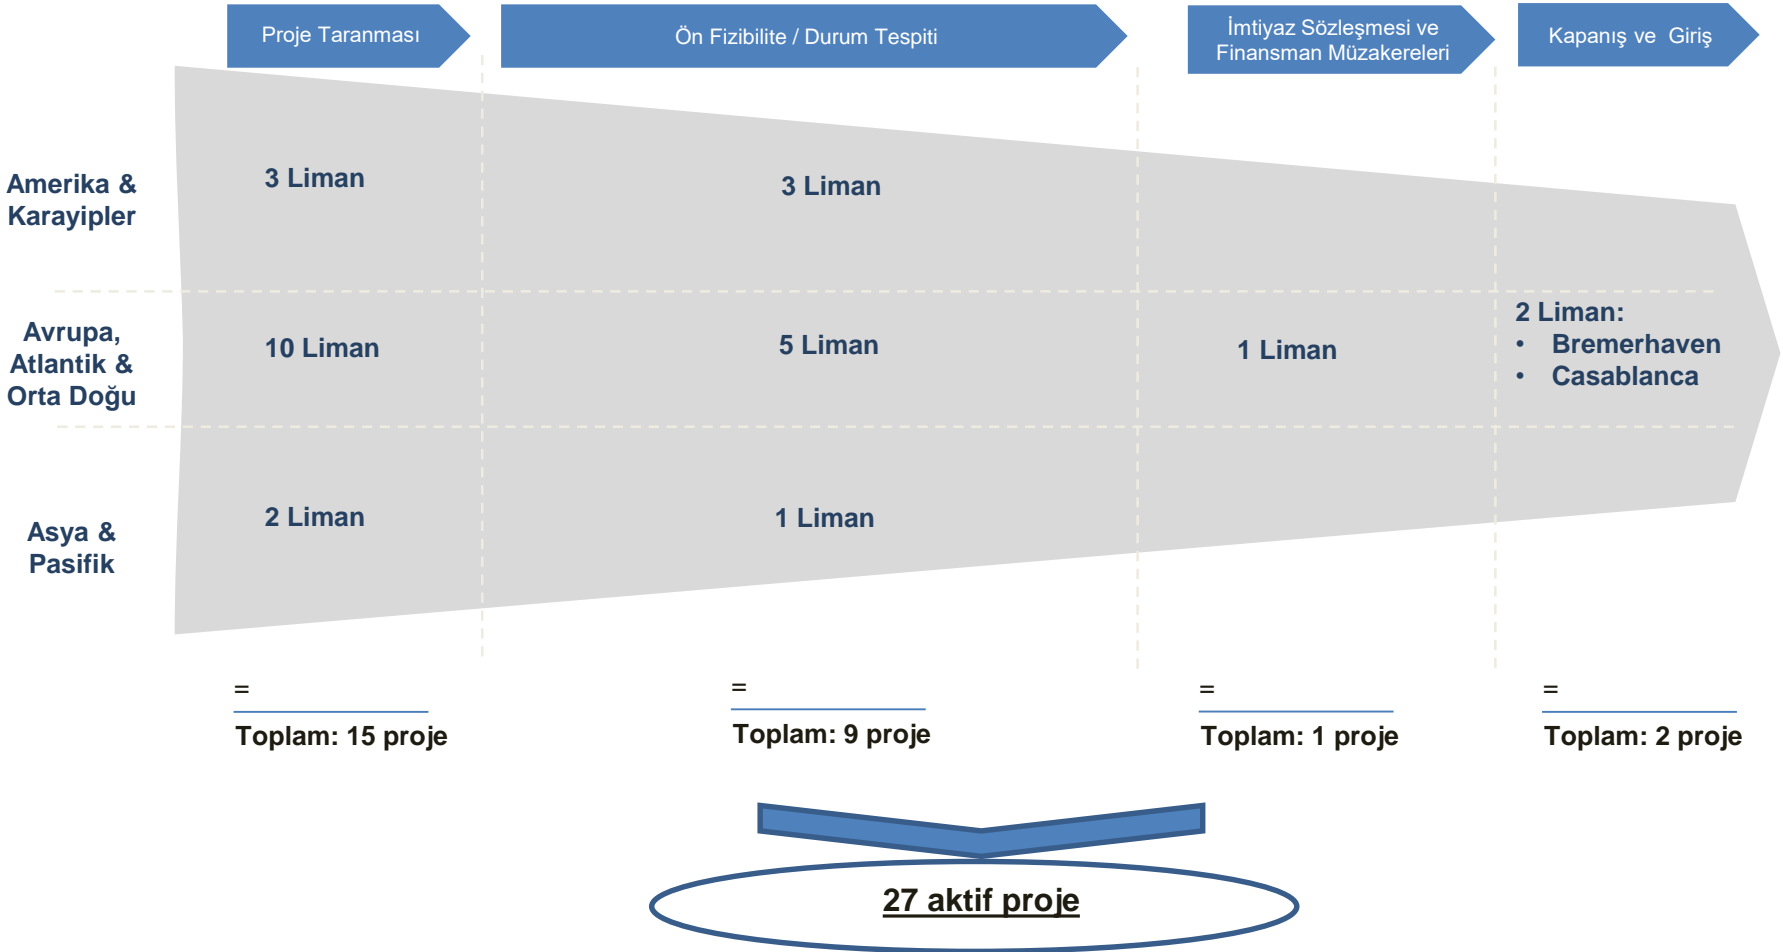 Proje Taranması
Ön Fizibilite / Durum Tespiti
İmtiyaz Sözleşmesi ve
Finansman Müzakereleri
Kapanış ve Giriş
Amerika &
Karayipler
3 Liman
3 Liman
Avrupa,
Atlantik &
Orta Doğu
10 Liman
5 Liman
1 Liman
2 Liman:
• Bremerhaven
• Casablanca
Asya &
Pasifik
2 Liman
1 Liman
=
=
=
=
Toplam: 15 proje
Toplam: 9 proje
Toplam: 1 proje
Toplam: 2 proje
27 aktif proje